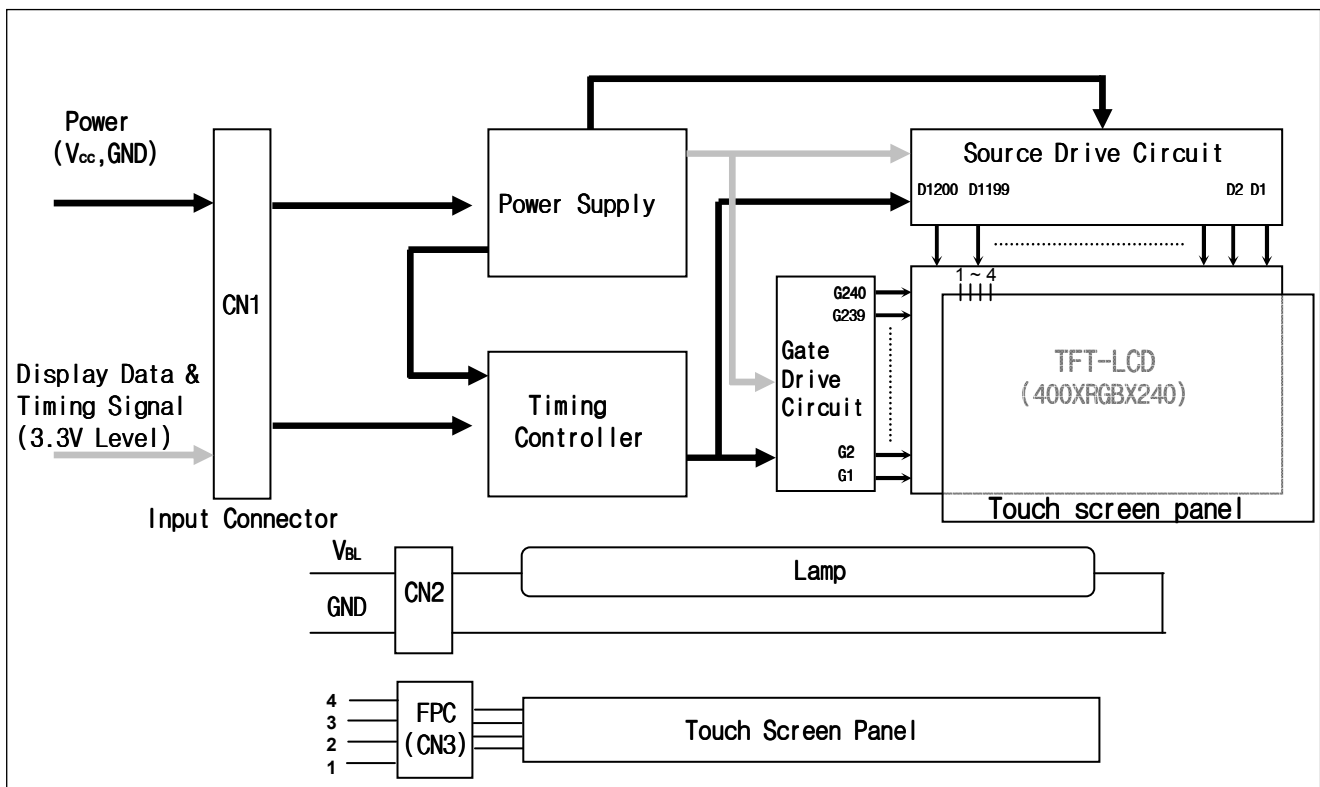 Power
(Vcc,GND)
CN1
Display Data &
Timing Signal
(3.3V Level)
Input Connector
Power Supply
Timing
Controller
Source Drive Circuit
D1200 D1199 D2 D1
1 ~ 4
G240
G239
Gate
Drive
Circuit
G2
G1
TFT-LCD
(400XRGBX240)
Touch screen panel
VBL
GND
CN2
Lamp
4
3
2
1
FPC
(CN3)
Touch Screen Panel